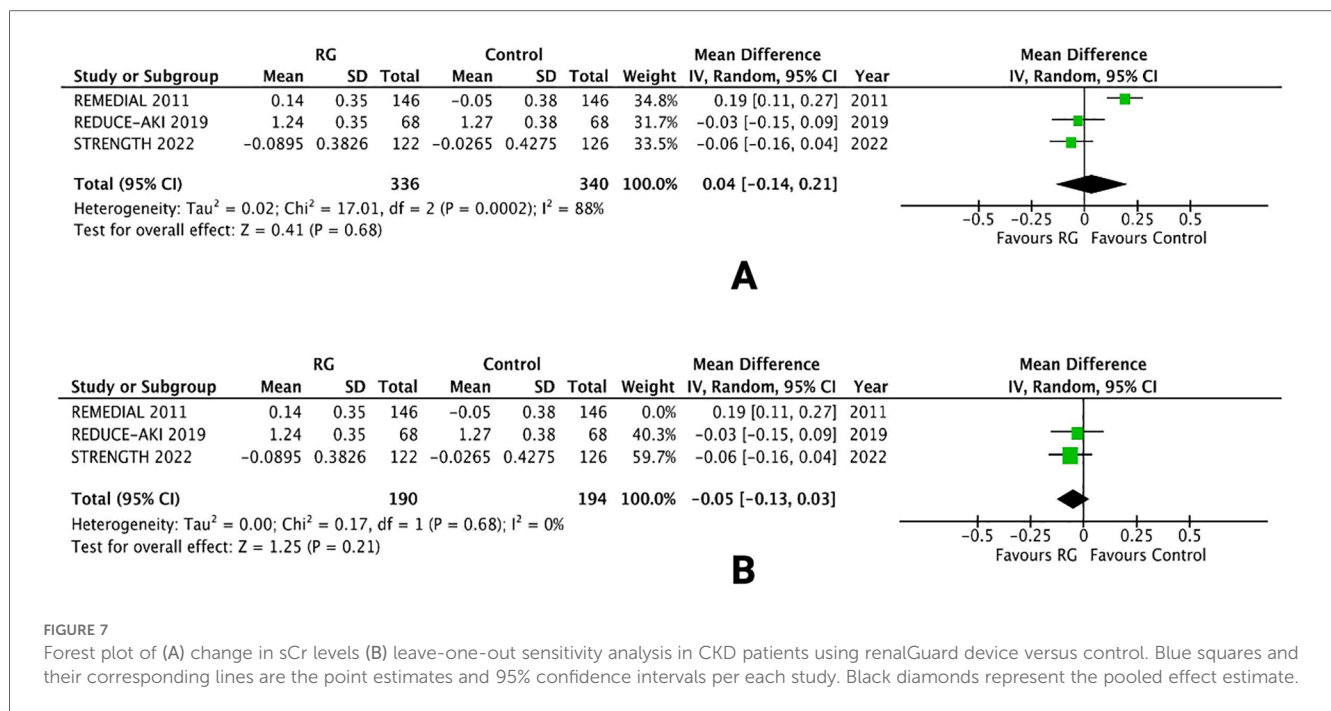 RG Control Mean Difference Mean Difference
Study or Subgroup Mean SD Total Mean SD Total Weight IV, Random, 95% CI Year IV, Random, 95% CI
REMEDIAL 2011 0.14 0.35 146 −0.05 0.38 146 34.8% 0.19 [0.11, 0.27] 2011
REDUCE−AKI 2019 1.24 0.35 68 1.27 0.38 68 31.7% −0.03 [−0.15, 0.09] 2019
STRENGTH 2022 −0.0895 0.3826 122 −0.0265 0.4275 126 33.5% −0.06 [−0.16, 0.04] 2022
Total (95% CI) 336 340 100.0% 0.04 [−0.14, 0.21]
Heterogeneity: Tau² = 0.02; Chi² = 17.01, df = 2 (P = 0.0002); I² = 88%
Test for overall effect: Z = 0.41 (P = 0.68)
−0.5 −0.25 0 0.25 0.5
Favours RG Favours Control
A
RG Control Mean Difference Mean Difference
Study or Subgroup Mean SD Total Mean SD Total Weight IV, Random, 95% CI Year IV, Random, 95% CI
REMEDIAL 2011 0.14 0.35 146 −0.05 0.38 146 0.0% 0.19 [0.11, 0.27] 2011
REDUCE−AKI 2019 1.24 0.35 68 1.27 0.38 68 40.3% −0.03 [−0.15, 0.09] 2019
STRENGTH 2022 −0.0895 0.3826 122 −0.0265 0.4275 126 59.7% −0.06 [−0.16, 0.04] 2022
Total (95% CI) 190 194 100.0% −0.05 [−0.13, 0.03]
Heterogeneity: Tau² = 0.00; Chi² = 0.17, df = 1 (P = 0.68); I² = 0%
Test for overall effect: Z = 1.25 (P = 0.21)
−0.5 −0.25 0 0.25 0.5
Favours RG Favours Control
B
FIGURE 7
Forest plot of (A) change in sCr levels (B) leave-one-out sensitivity analysis in CKD patients using renalGuard device versus control. Blue squares and
their corresponding lines are the point estimates and 95% confidence intervals per each study. Black diamonds represent the pooled effect estimate.